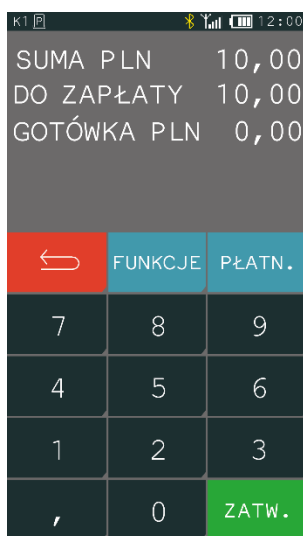 K1 P 12:00
SUMA PLN 10,00
DO ZAPŁATY 10,00
GOTÓWKA PLN 0,00
FUNKCJE PŁATN.
7 8 9
4 5 6
1 2 3
, 0 ZATW.